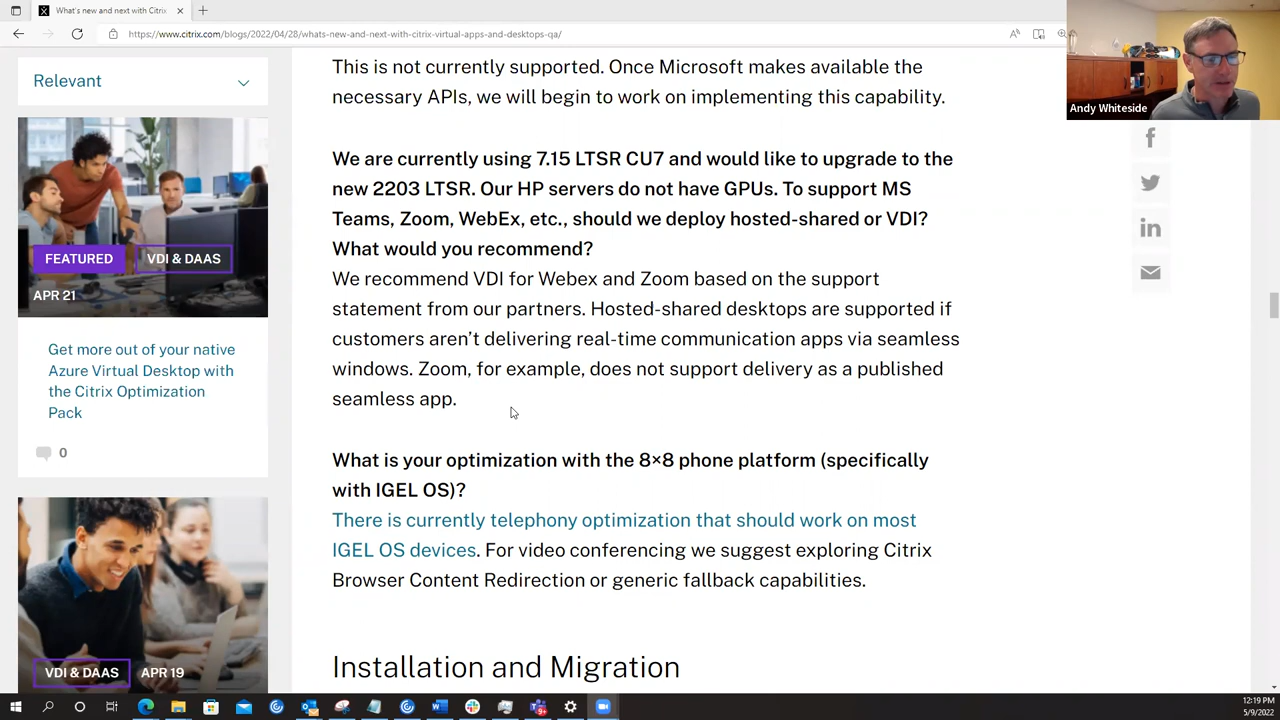 What's new and next with Citrix
https://www.citrix.com/blogs/2022/04/28/whats-new-and-next-with-citrix-virtual-apps-and-desktops-qa/
Andy Whiteside
Relevant
FEATURED
VDI & DAAS
APR 21
Get more out of your native
Azure Virtual Desktop with
the Citrix Optimization
Pack
0
VDI & DAAS
APR 19
This is not currently supported. Once Microsoft makes available the
necessary APIs, we will begin to work on implementing this capability.
We are currently using 7.15 LTSR CU7 and would like to upgrade to the
new 2203 LTSR. Our HP servers do not have GPUs. To support MS
Teams, Zoom, WebEx, etc., should we deploy hosted-shared or VDI?
What would you recommend?
We recommend VDI for Webex and Zoom based on the support
statement from our partners. Hosted-shared desktops are supported if
customers aren't delivering real-time communication apps via seamless
windows. Zoom, for example, does not support delivery as a published
seamless app.
What is your optimization with the 8×8 phone platform (specifically
with IGEL OS)?
There is currently telephony optimization that should work on most
IGEL OS devices. For video conferencing we suggest exploring Citrix
Browser Content Redirection or generic fallback capabilities.
Installation and Migration
12:19 PM
5/9/2022